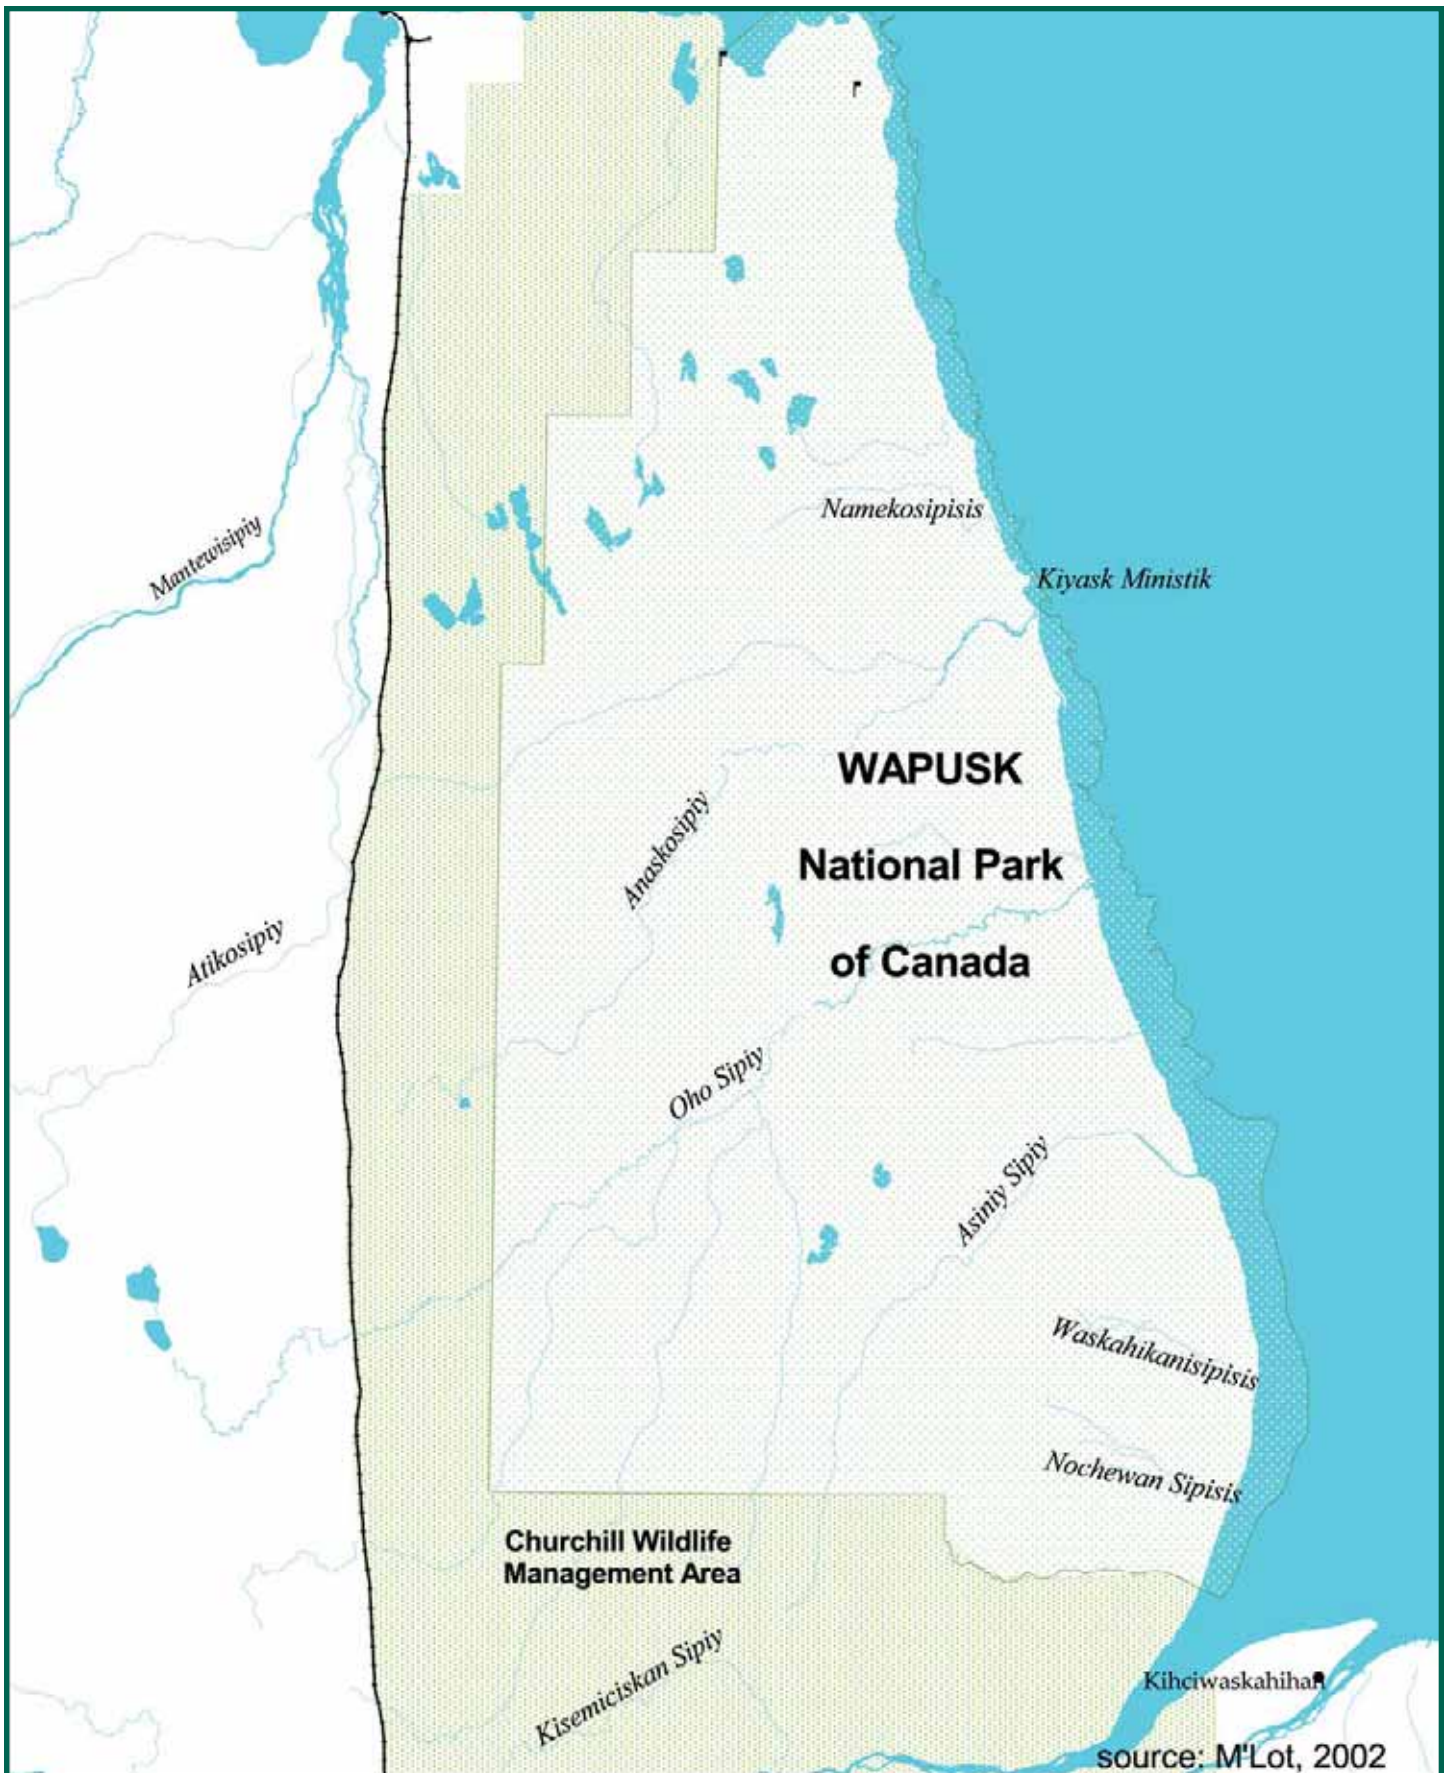 Namekosipisis
Mantewisipiy
Kiyask Ministik
WAPUSK
National Park
of Canada
Anaskosipiy
Atikosipiy
Oho Sipiy
Asiniy Sipiy
Waskahikanisipisis
Nochewan Sipisis
Churchill Wildlife
Management Area
Kisemiciskan Sipiy
Kihciwaskahihan
source: M'Lot, 2002